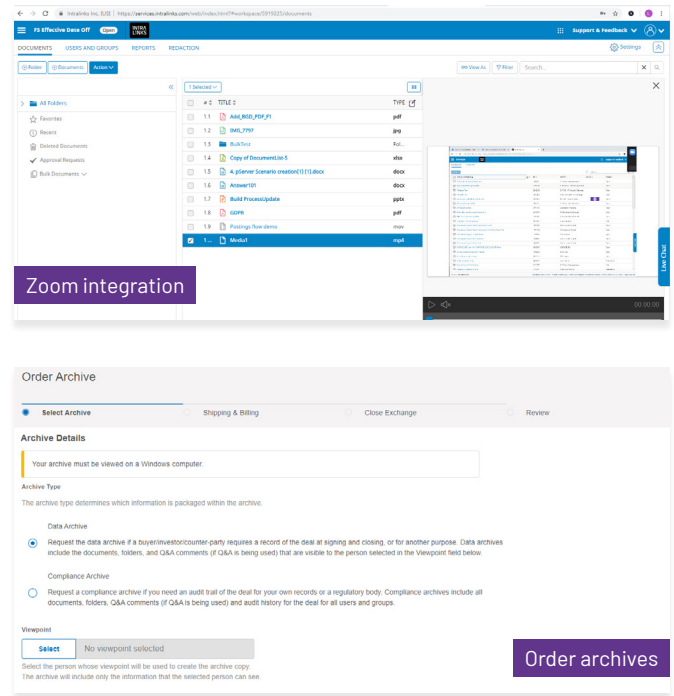 Intralinks Inc. [US] | https://services.intralinks.com/web/index.html?#workspace/5919225/documents
FS Effective Dase Off Open INTRA LINKS Support & Feedback
DOCUMENTS USERS AND GROUPS REPORTS REDACTION Settings
Folder Documents Action View As Filter Search...
1 Selected
# TITLE TYPE
All Folders
Favorites
Recent
Deleted Documents
Approval Requests
Bulk Documents
1.1 Add_BGD_PDF_F1 pdf
1.2 IMG_7797 jpg
1.3 BulkTest Fol...
1.4 Copy of DocumentList-5 xlsx
1.5 4. pServer Scenario creation[1] [1].docx docx
1.6 Answer101 docx
1.7 Build ProcessUpdate pptx
1.8 GDPR pdf
1.9 Postings flow demo mov
1.... Media1 mp4
Live Chat
00:00:00
Zoom integration
Order Archive
Select Archive Shipping & Billing Close Exchange Review
Archive Details
Your archive must be viewed on a Windows computer.
Archive Type
The archive type determines which information is packaged within the archive.
Data Archive
Request the data archive if a buyer/investor/counter-party requires a record of the deal at signing and closing, or for another purpose. Data archives
include the documents, folders, and Q&A comments (if Q&A is being used) that are visible to the person selected in the Viewpoint field below.
Compliance Archive
Request a compliance archive if you need an audit trail of the deal for your own records or a regulatory body. Compliance archives include all
documents, folders, Q&A comments (if Q&A is being used) and audit history for the deal for all users and groups.
Viewpoint
Select No viewpoint selected
Select the person whose viewpoint will be used to create the archive copy.
The archive will include only the information that the selected person can see.
Order archives